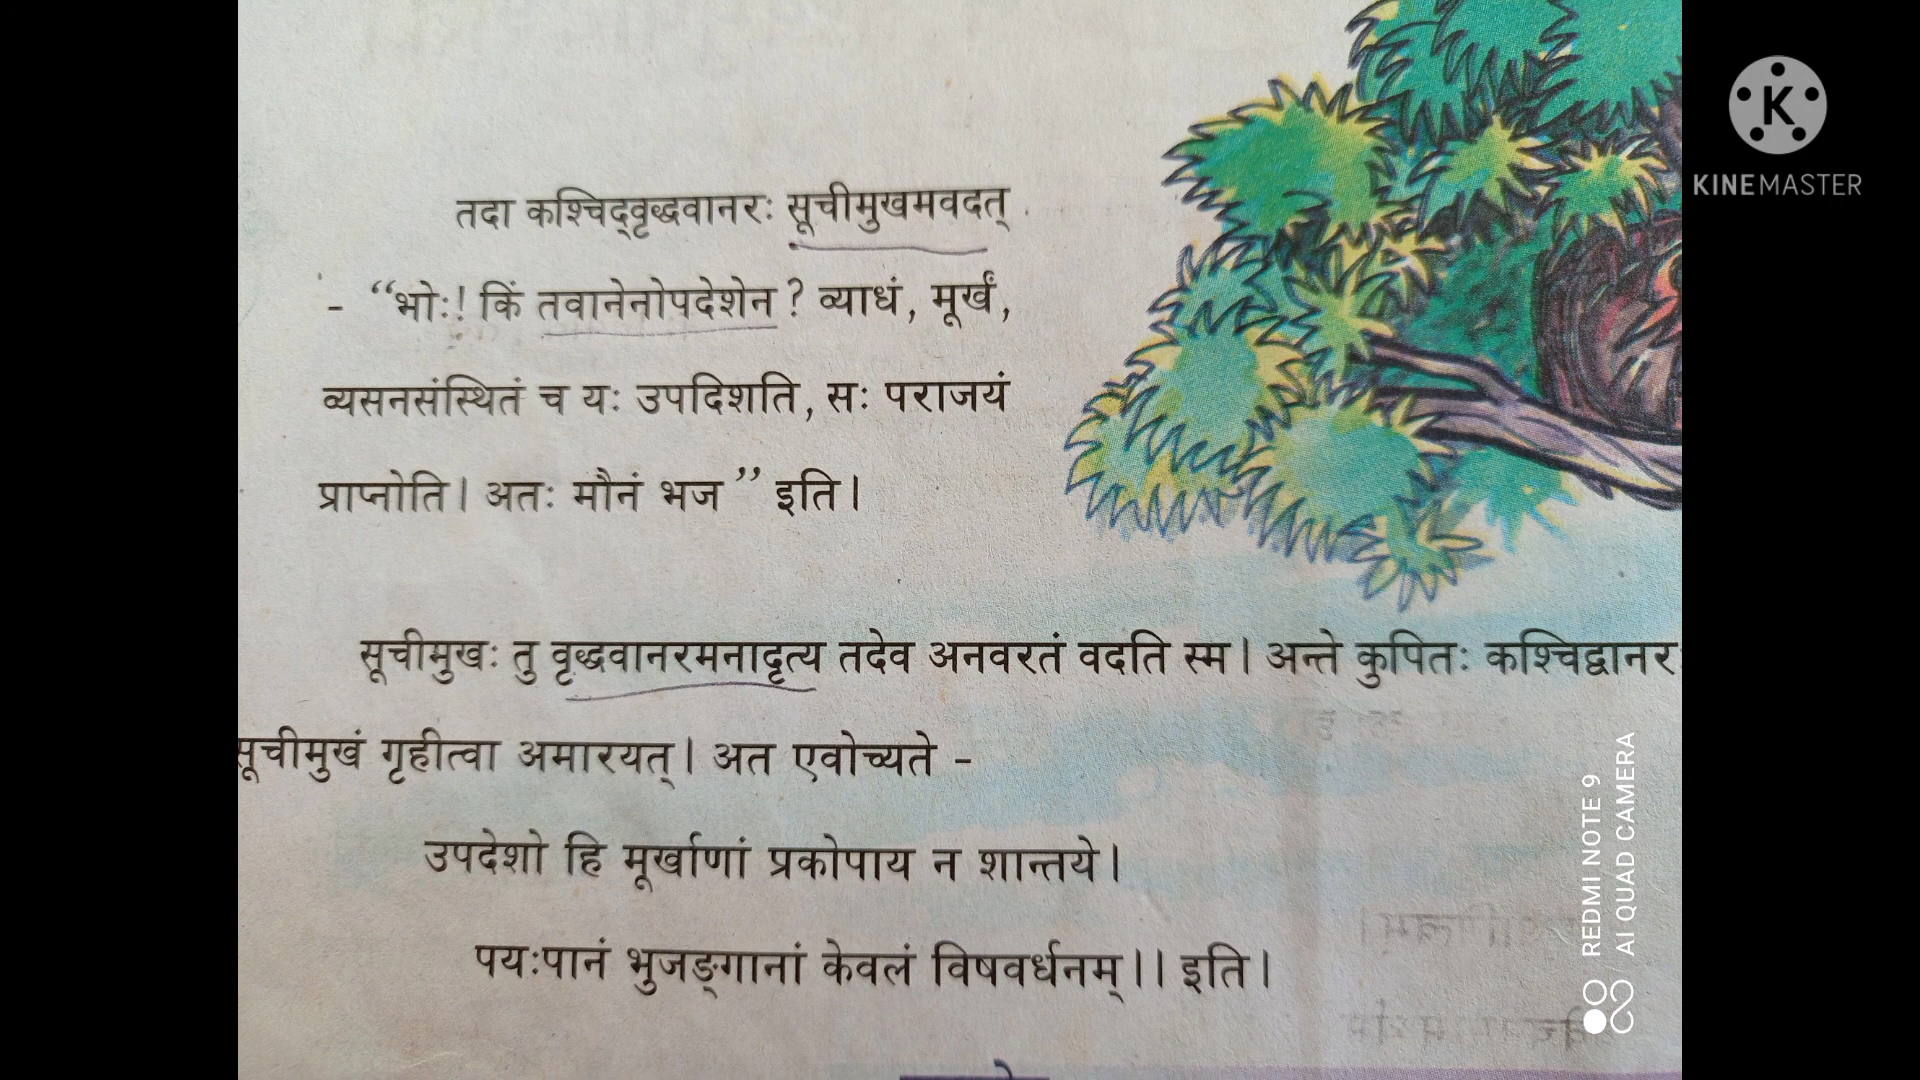 तदा कश्चिद्वृद्धवानरः सूचीमुखमवदत्
- “भोः! किं तवानेनोपदेशेन ? व्याधं, मूर्खं,
व्यसनसंस्थितं च यः उपदिशति, सः पराजयं
प्राप्नोति। अतः मौनं भज ” इति।
सूचीमुखः तु वृद्धवानरमनादृत्य तदेव अनवरतं वदति स्म। अन्ते कुपितः कश्चिद्वानर
सूचीमुखं गृहीत्वा अमारयत्। अत एवोच्यते -
उपदेशो हि मूर्खाणां प्रकोपाय न शान्तये।
पयःपानं भुजङ्गानां केवलं विषवर्धनम्।। इति।
KINEMASTER
REDMI NOTE 9
AI QUAD CAMERA